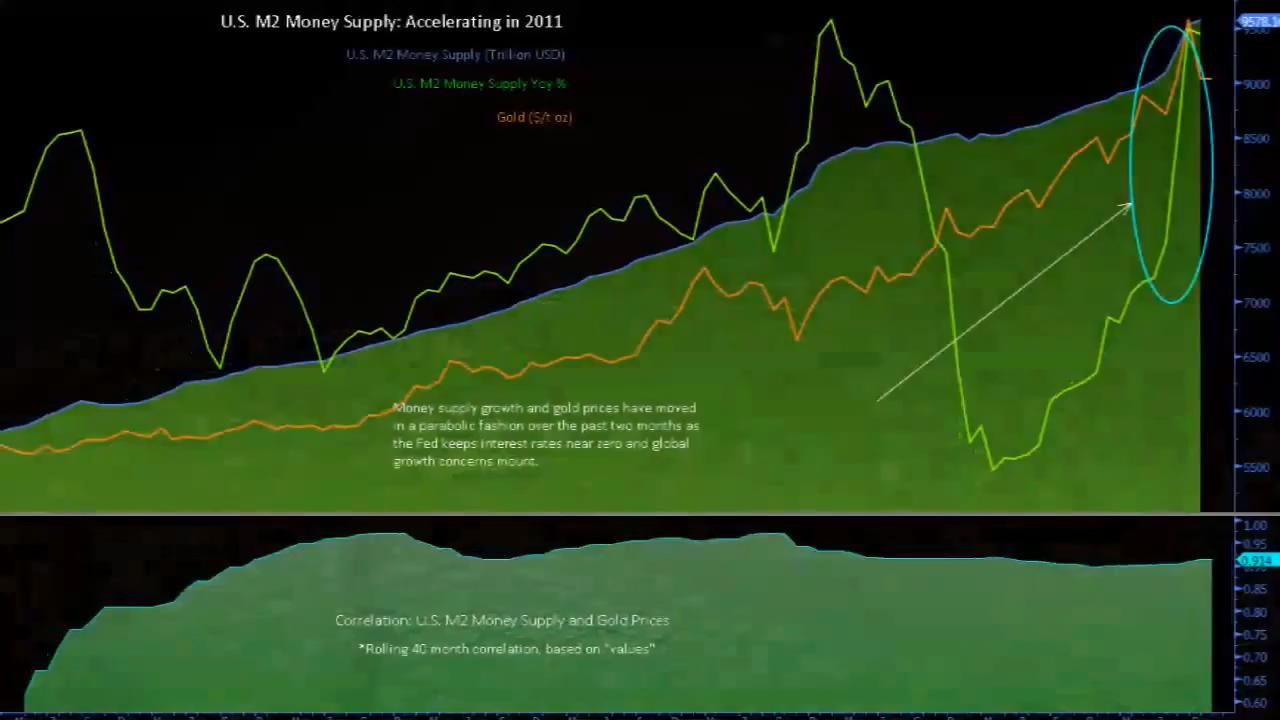 U.S. M2 Money Supply: Accelerating in 2011
U.S. M2 Money Supply (Trillion USD)
U.S. M2 Money Supply Yoy %
Gold ($/t oz)
9500
9000
8500
8000
7500
7000
6500
6000
5500
Money supply growth and gold prices have moved
in a parabolic fashion over the past two months as
the Fed keeps interest rates near zero and global
growth concerns mount.
1.00
0.95
0.914
0.85
0.80
0.75
0.70
0.65
0.60
Correlation: U.S. M2 Money Supply and Gold Prices
*Rolling 40 month correlation, based on "values"